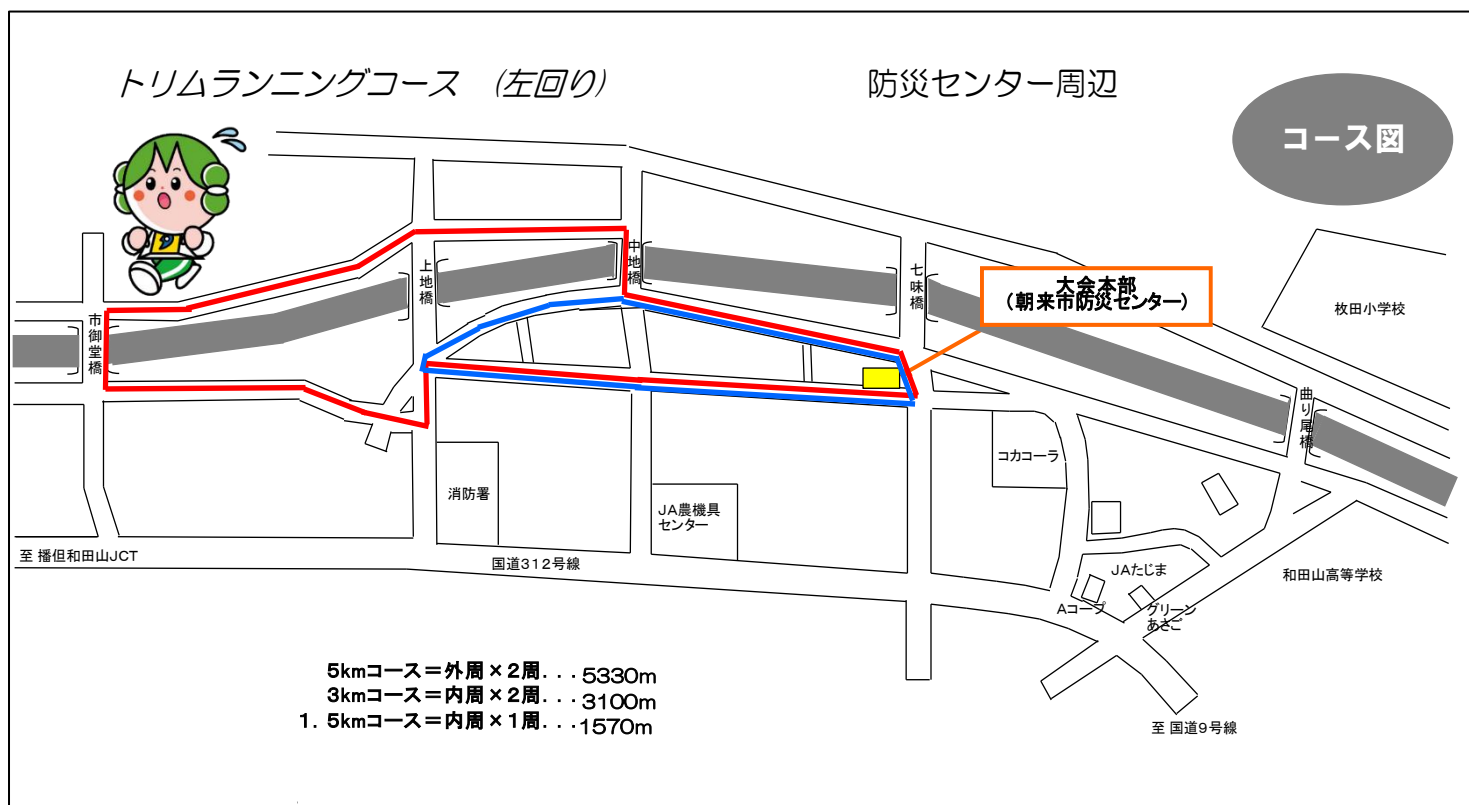 トリムランニングコース (左回り)
防災センター周辺
コース図
市御堂橋
上地橋
中地橋
七味橋
大会本部
(朝来市防災センター)
枚田小学校
曲り尾橋
コカコーラ
消防署
JA農機具
センター
至 播但和田山JCT
国道312号線
JAたじま
和田山高等学校
Aコープ
グリーン
あさご
5kmコース=外周×2周...5330m
3kmコース=内周×2周...3100m
1.5kmコース=内周×1周...1570m
至 国道9号線